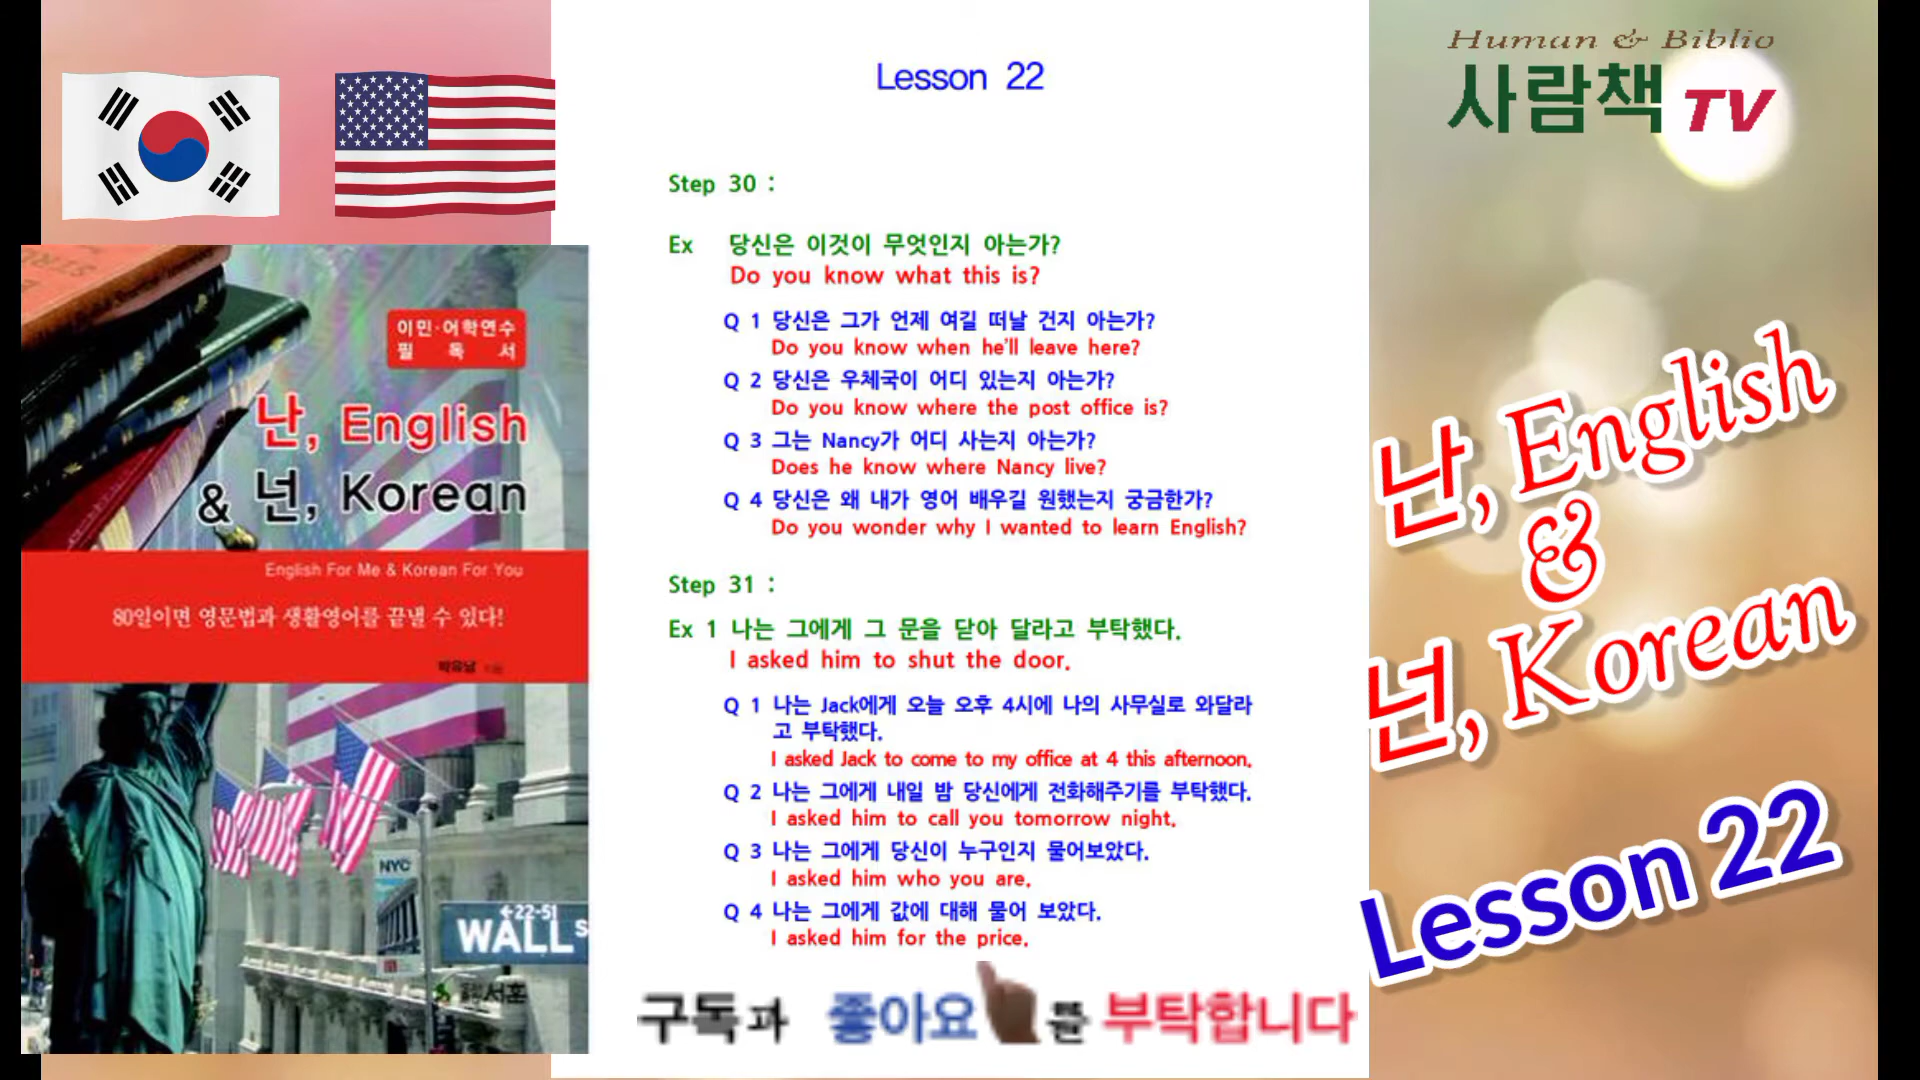 Human & Biblio
사람책 TV
이민·어학연수
필 독 서
난, English
& 넌, Korean
English For Me & Korean For You
80일이면 영문법과 생활영어를 끝낼 수 있다!
NYC
←22-51
WALL S
서훈
Lesson 22
Step 30 :
Ex 당신은 이것이 무엇인지 아는가?
Do you know what this is?
Q 1 당신은 그가 언제 여길 떠날 건지 아는가?
Do you know when he'll leave here?
Q 2 당신은 우체국이 어디 있는지 아는가?
Do you know where the post office is?
Q 3 그는 Nancy가 어디 사는지 아는가?
Does he know where Nancy live?
Q 4 당신은 왜 내가 영어 배우길 원했는지 궁금한가?
Do you wonder why I wanted to learn English?
Step 31 :
Ex 1 나는 그에게 그 문을 닫아 달라고 부탁했다.
I asked him to shut the door.
Q 1 나는 Jack에게 오늘 오후 4시에 나의 사무실로 와달라
고 부탁했다.
I asked Jack to come to my office at 4 this afternoon.
Q 2 나는 그에게 내일 밤 당신에게 전화해주기를 부탁했다.
I asked him to call you tomorrow night.
Q 3 나는 그에게 당신이 누구인지 물어보았다.
I asked him who you are.
Q 4 나는 그에게 값에 대해 물어 보았다.
I asked him for the price.
구독과 좋아요 를 부탁합니다
난, English
&
넌, Korean
Lesson 22